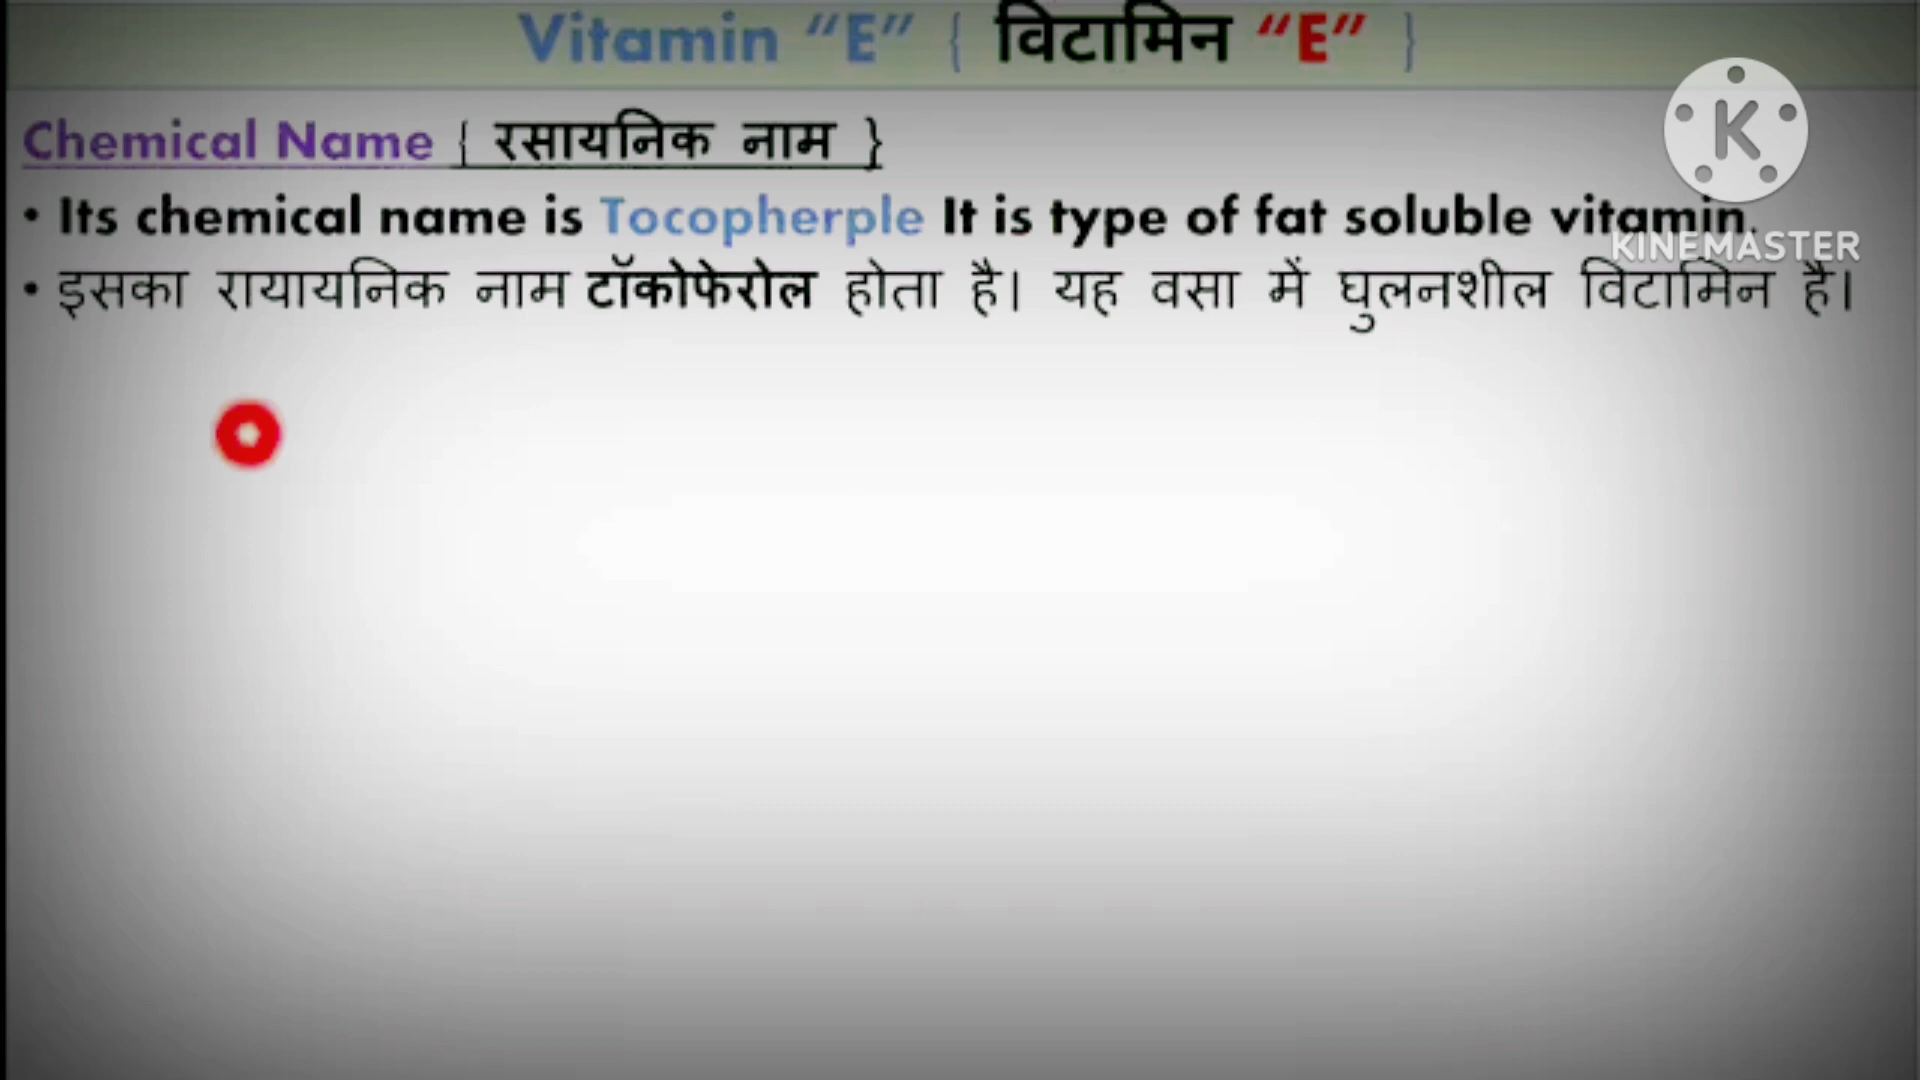 Vitamin “E” { विटामिन “E” }
Chemical Name { रसायनिक नाम }
• Its chemical name is Tocopherple It is type of fat soluble vitamin.
• इसका रायायनिक नाम टॉकोफेरोल होता है। यह वसा में घुलनशील विटामिन है।
K
KINEMASTER